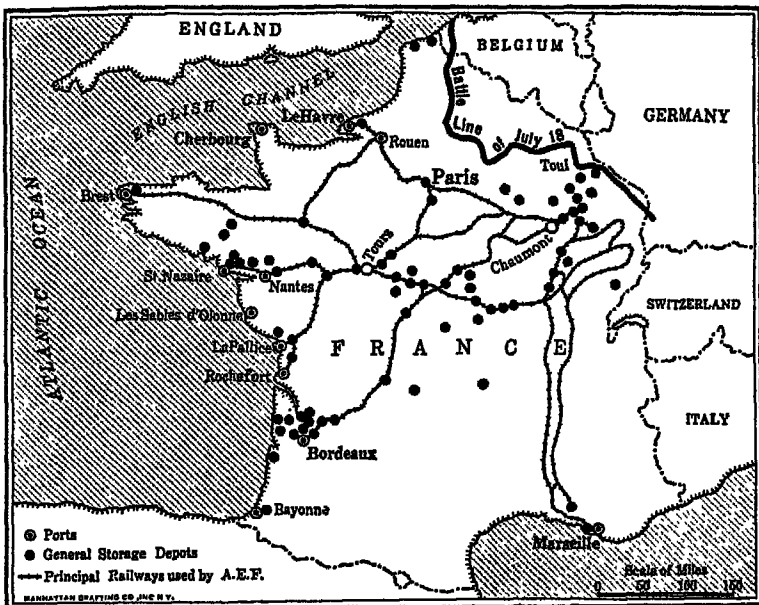 ENGLAND
BELGIUM
GERMANY
ENGLISH CHANNEL
Battle Line of July 18
Cherbourg
LeHavre
Rouen
Toul
Paris
Brest
ATLANTIC OCEAN
Tours
Chaumont
St. Nazaire
Nantes
SWITZERLAND
Les Sables d'Olonne
LaPallice
FRANCE
Rochefort
ITALY
Bordeaux
Bayonne
Marseille
Ports
General Storage Depots
Principal Railways used by A.E.F.
Scale of Miles
0 50 100 150
MANHATTAN DRAFTING CO., INC N.Y.